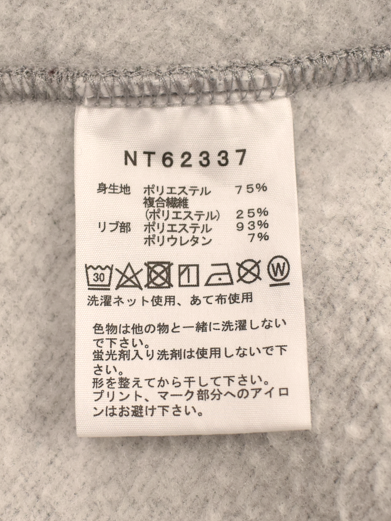 NT62337
身生地 ポリエステル 75%
複合繊維
(ポリエステル) 25%
リブ部 ポリエステル 93%
ポリウレタン 7%
30 W
洗濯ネット使用、あて布使用
色物は他の物と一緒に洗濯しない
で下さい。
蛍光剤入り洗剤は使用しないで下
さい。
形を整えてから干して下さい。
プリント、マーク部分へのアイロ
ンはお避け下さい。